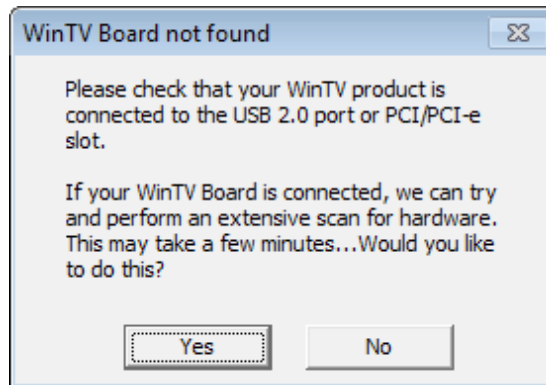 WinTV Board not found
Please check that your WinTV product is
connected to the USB 2.0 port or PCI/PCI-e
slot.
If your WinTV Board is connected, we can try
and perform an extensive scan for hardware.
This may take a few minutes...Would you like
to do this?
Yes
No